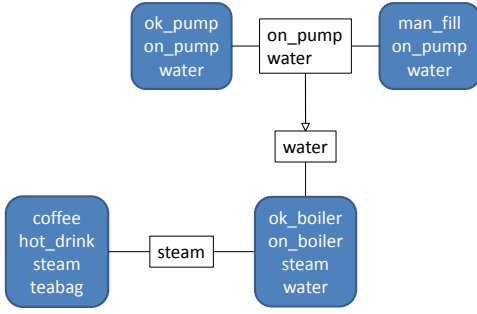 ok_pump
on_pump
water
on_pump
water
man_fill
on_pump
water
water
coffee
hot_drink
steam
teabag
steam
ok_boiler
on_boiler
steam
water